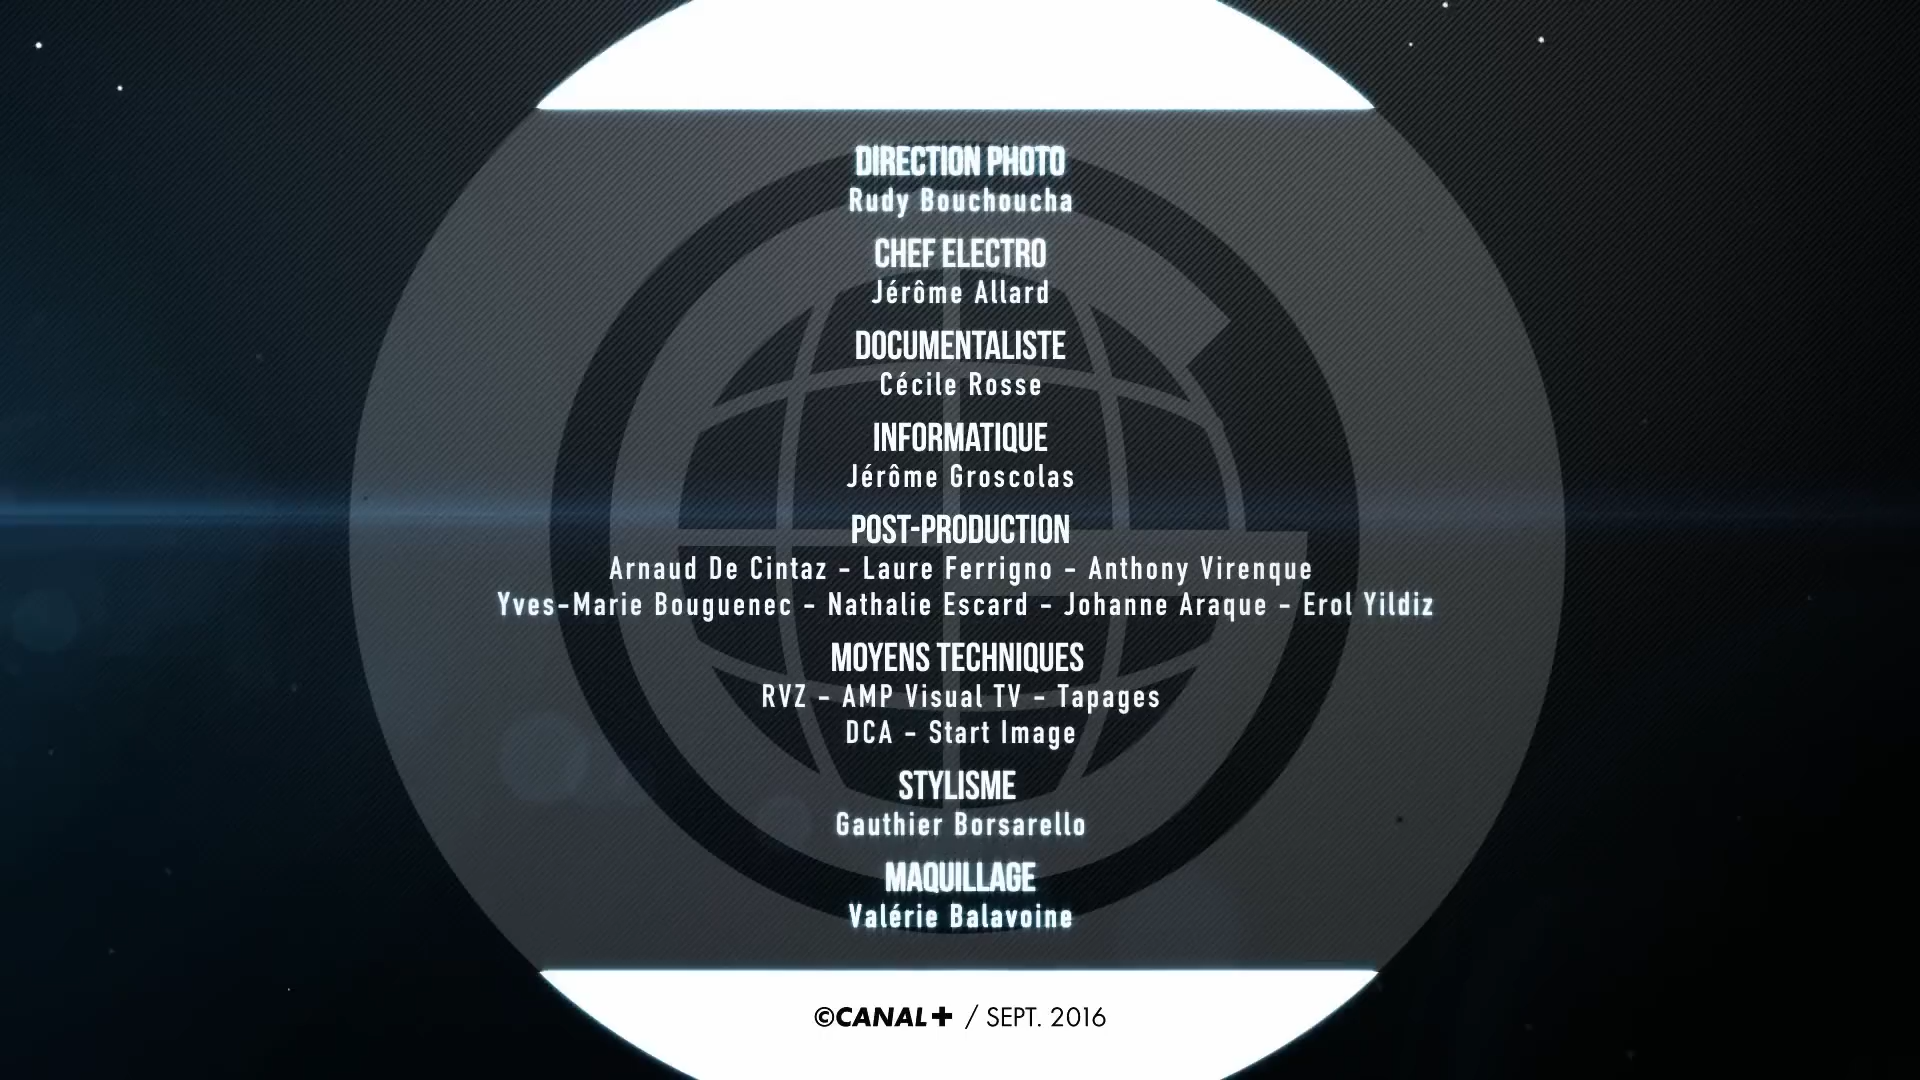 DIRECTION PHOTO
Rudy Bouchoucha
CHEF ELECTRO
Jérôme Allard
DOCUMENTALISTE
Cécile Rosse
INFORMATIQUE
Jérôme Groscolas
POST-PRODUCTION
Arnaud De Cintaz - Laure Ferrigno - Anthony Virenque
Yves-Marie Bouguenec - Nathalie Escard - Johanne Araque - Erol Yildiz
MOYENS TECHNIQUES
RVZ - AMP Visual TV - Tapages
DCA - Start Image
STYLISME
Gauthier Borsarello
MAQUILLAGE
Valérie Balavoine
©CANAL+ / SEPT. 2016